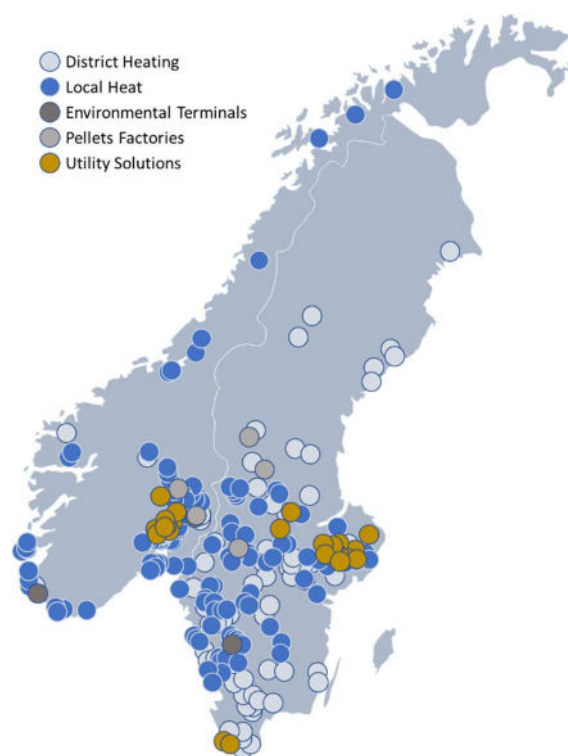 District Heating
Local Heat
Environmental Terminals
Pellets Factories
Utility Solutions